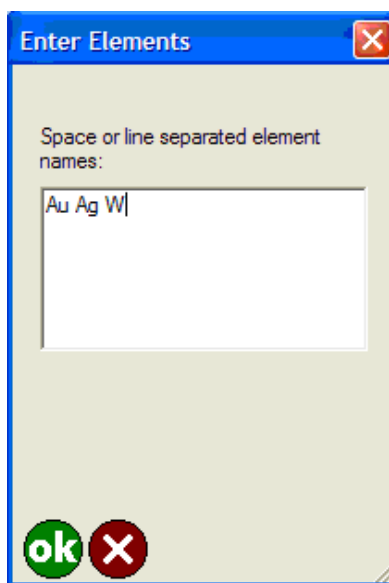 Enter Elements
Space or line separated element
names:
Au Ag W
ok